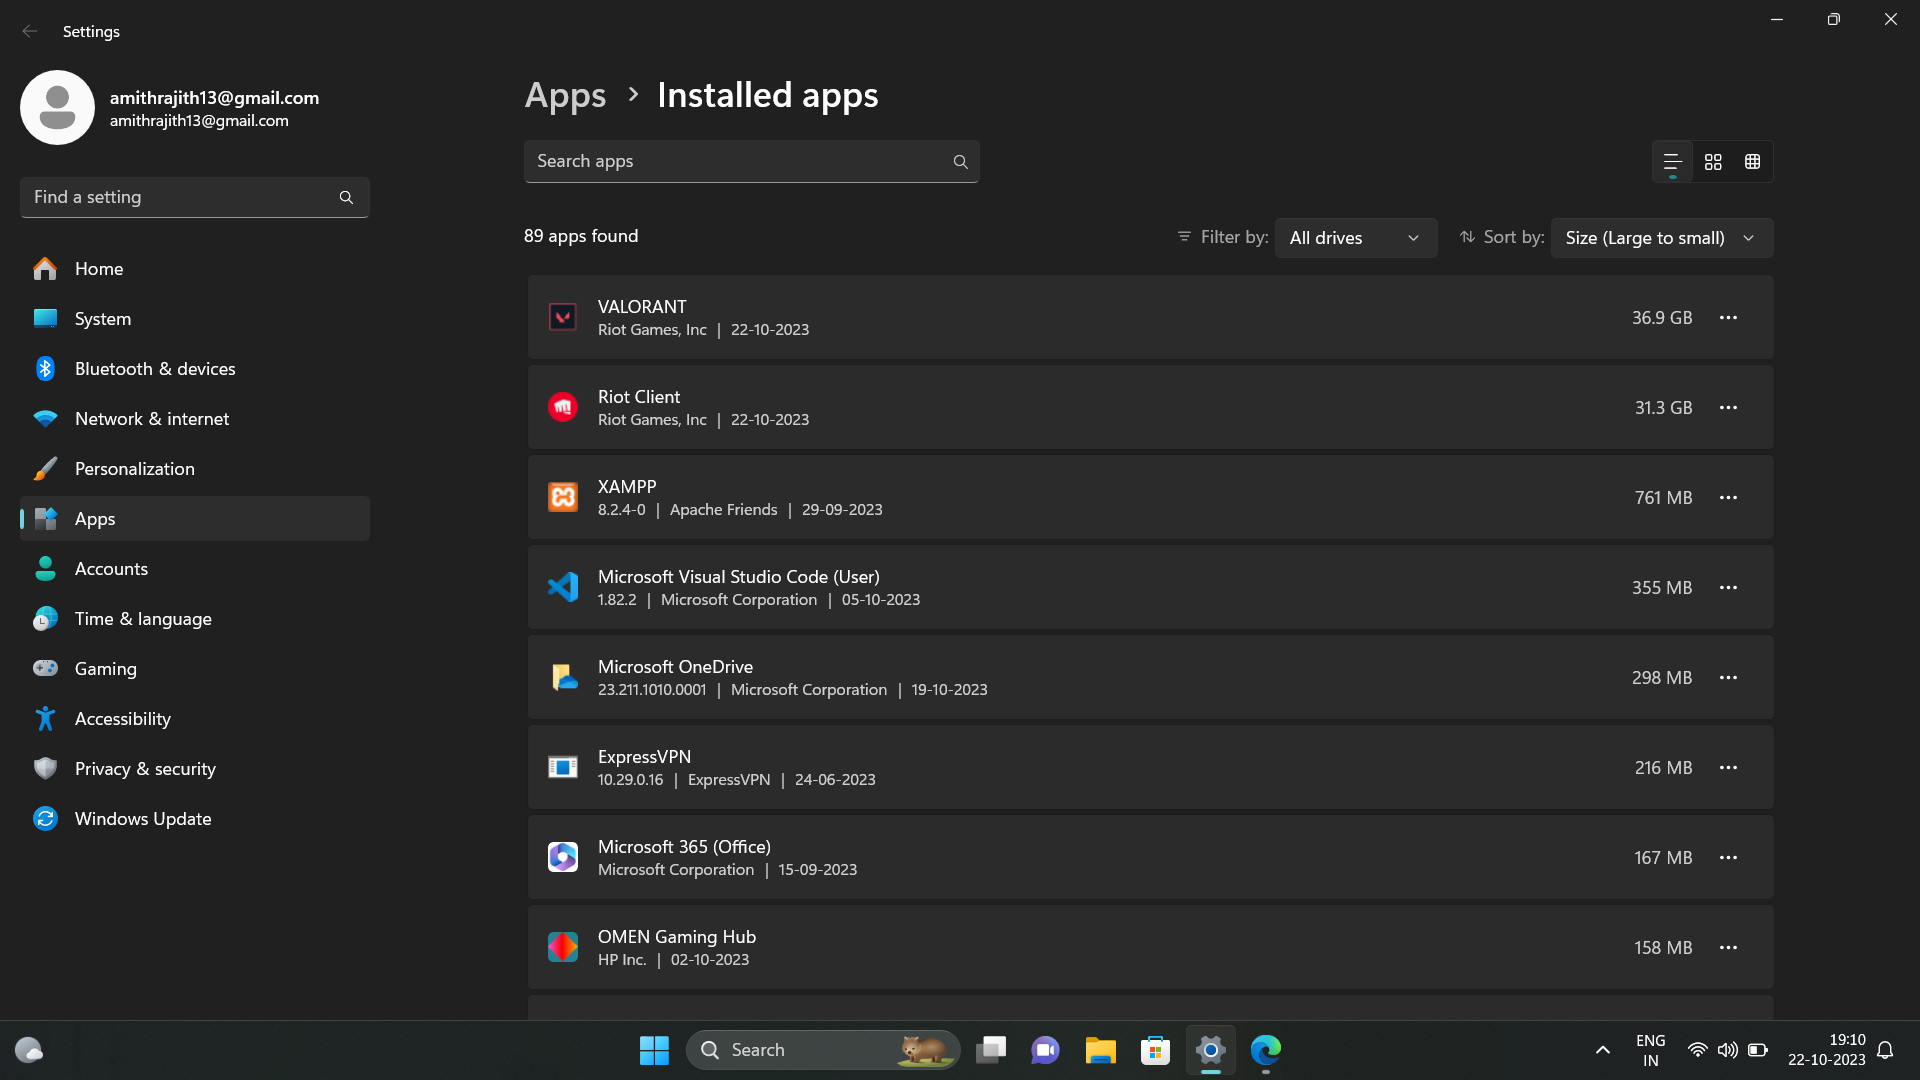 Settings
amithrajith13@gmail.com
amithrajith13@gmail.com
Find a setting
Home
System
Bluetooth & devices
Network & internet
Personalization
Apps
Accounts
Time & language
Gaming
Accessibility
Privacy & security
Windows Update
Apps > Installed apps
Search apps
89 apps found
Filter by: All drives
Sort by: Size (Large to small)
VALORANT
Riot Games, Inc | 22-10-2023
36.9 GB
Riot Client
Riot Games, Inc | 22-10-2023
31.3 GB
XAMPP
8.2.4-0 | Apache Friends | 29-09-2023
761 MB
Microsoft Visual Studio Code (User)
1.82.2 | Microsoft Corporation | 05-10-2023
355 MB
Microsoft OneDrive
23.211.1010.0001 | Microsoft Corporation | 19-10-2023
298 MB
ExpressVPN
10.29.0.16 | ExpressVPN | 24-06-2023
216 MB
Microsoft 365 (Office)
Microsoft Corporation | 15-09-2023
167 MB
OMEN Gaming Hub
HP Inc. | 02-10-2023
158 MB
Search
ENG
IN
19:10
22-10-2023